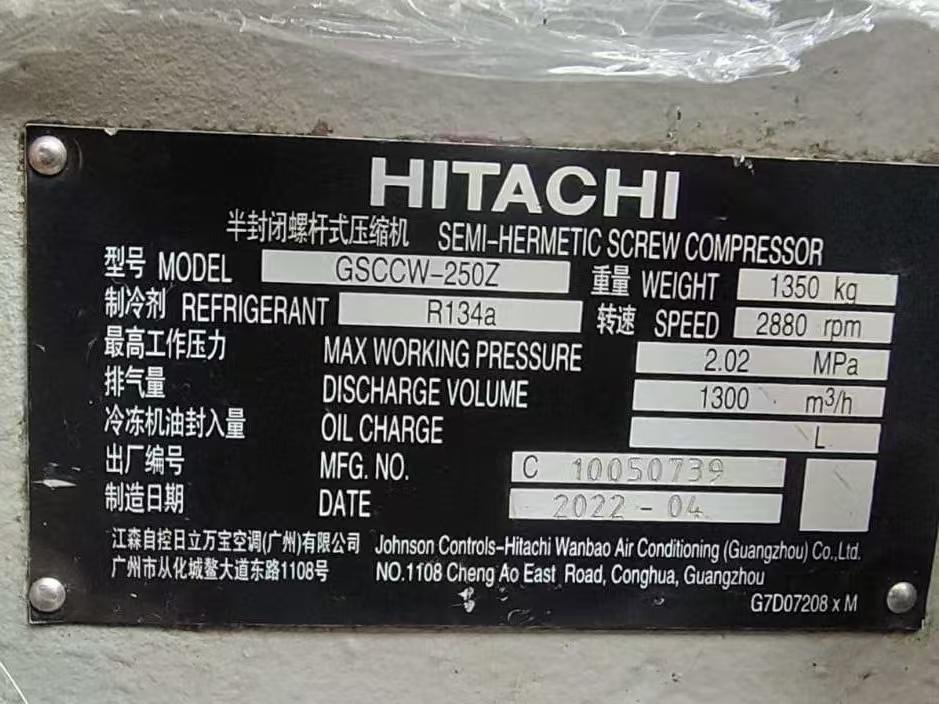 HITACHI
半封闭螺杆式压缩机 SEMI-HERMETIC SCREW COMPRESSOR
型号 MODEL GSCCW-250Z 重量 WEIGHT 1350 kg
制冷剂 REFRIGERANT R134a 转速 SPEED 2880 rpm
最高工作压力 MAX WORKING PRESSURE 2.02 MPa
排气量 DISCHARGE VOLUME 1300 m³/h
冷冻机油封入量 OIL CHARGE L
出厂编号 MFG. NO. C 10050739
制造日期 DATE 2022-04
江森自控日立万宝空调(广州)有限公司 Johnson Controls-Hitachi Wanbao Air Conditioning (Guangzhou) Co.,Ltd.
广州市从化城鳌大道东路1108号 NO.1108 Cheng Ao East Road, Conghua, Guangzhou
G7D07208 x M